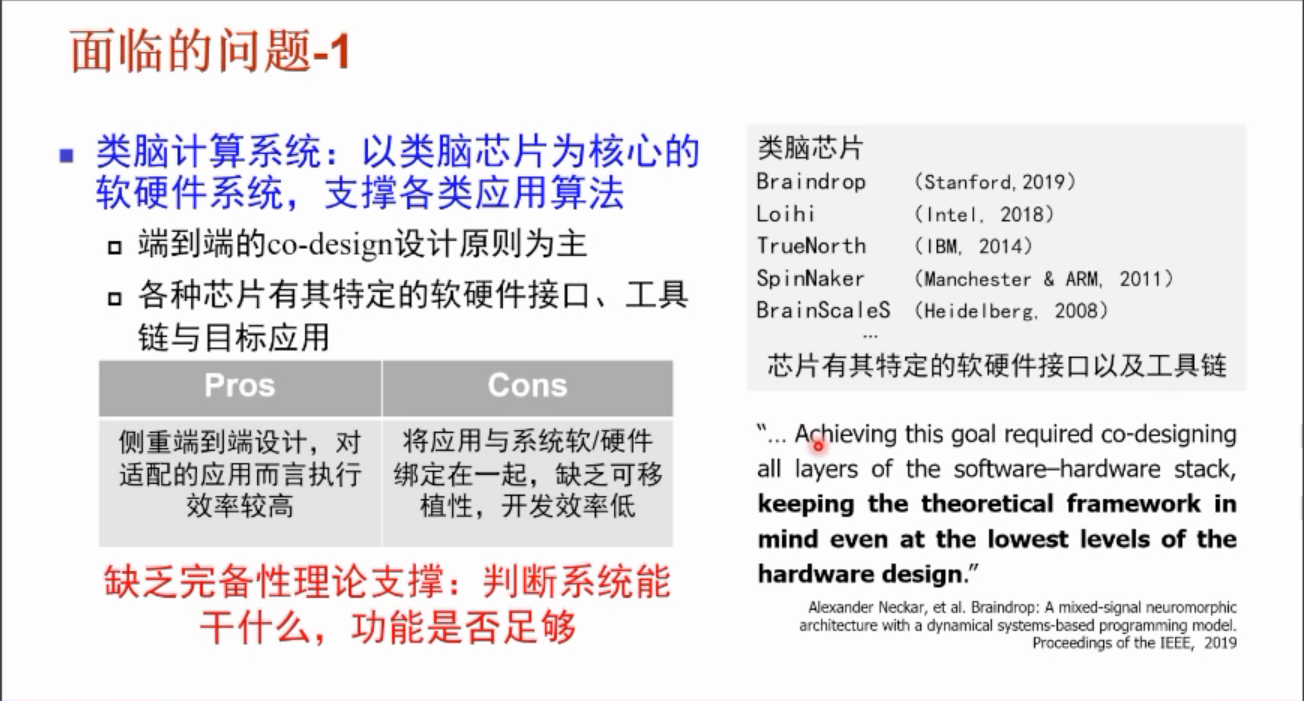 面临的问题-1
类脑计算系统：以类脑芯片为核心的
软硬件系统，支撑各类应用算法
端到端的co-design设计原则为主
各种芯片有其特定的软硬件接口、工具
链与目标应用
Pros
Cons
侧重端到端设计，对
适配的应用而言执行
效率较高
将应用与系统软/硬件
绑定在一起，缺乏可移
植性，开发效率低
缺乏完备性理论支撑：判断系统能
干什么，功能是否足够
类脑芯片
Braindrop （Stanford,2019）
Loihi （Intel, 2018）
TrueNorth （IBM, 2014）
SpinNaker （Manchester & ARM, 2011）
BrainScaleS （Heidelberg, 2008）
…
芯片有其特定的软硬件接口以及工具链
“… Achieving this goal required co-designing
all layers of the software–hardware stack,
keeping the theoretical framework in
mind even at the lowest levels of the
hardware design.”
Alexander Neckar, et al. Braindrop: A mixed-signal neuromorphic
architecture with a dynamical systems-based programming model.
Proceedings of the IEEE, 2019